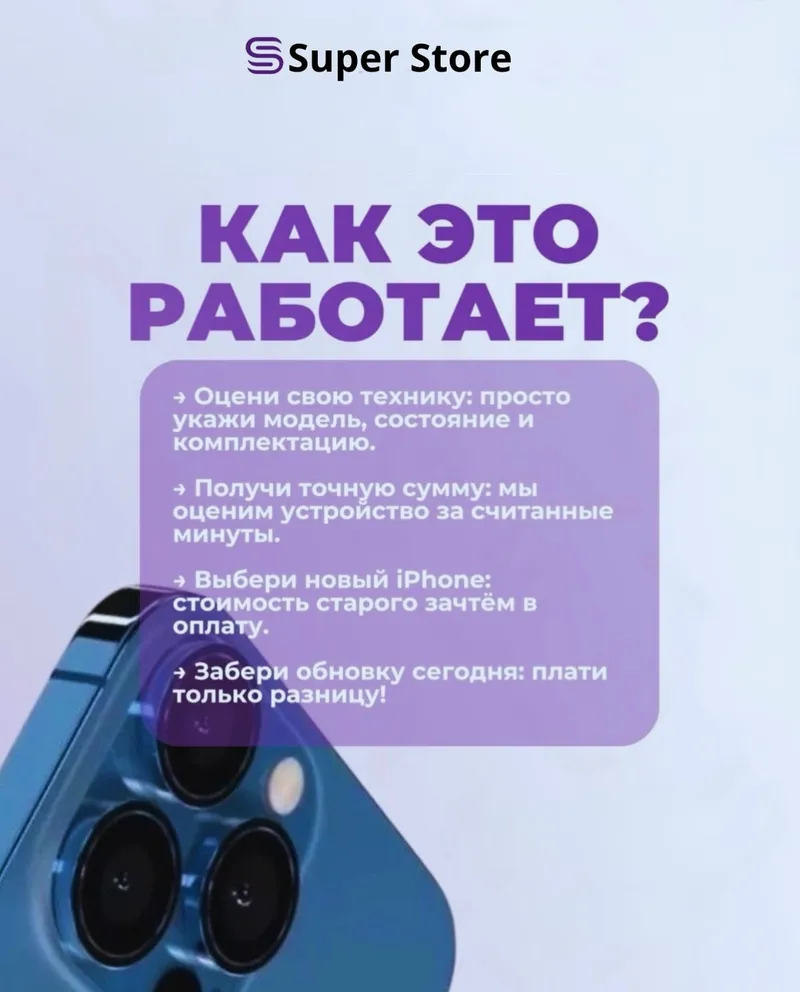 Super Store
КАК ЭТО
РАБОТАЕТ?
→ Оцени свою технику: просто
укажи модель, состояние и
комплектацию.
→ Получи точную сумму: мы
оценим устройство за считанные
минуты.
→ Выбери новый iPhone:
стоимость старого зачтём в
оплату.
→ Забери обновку сегодня: плати
только разницу!